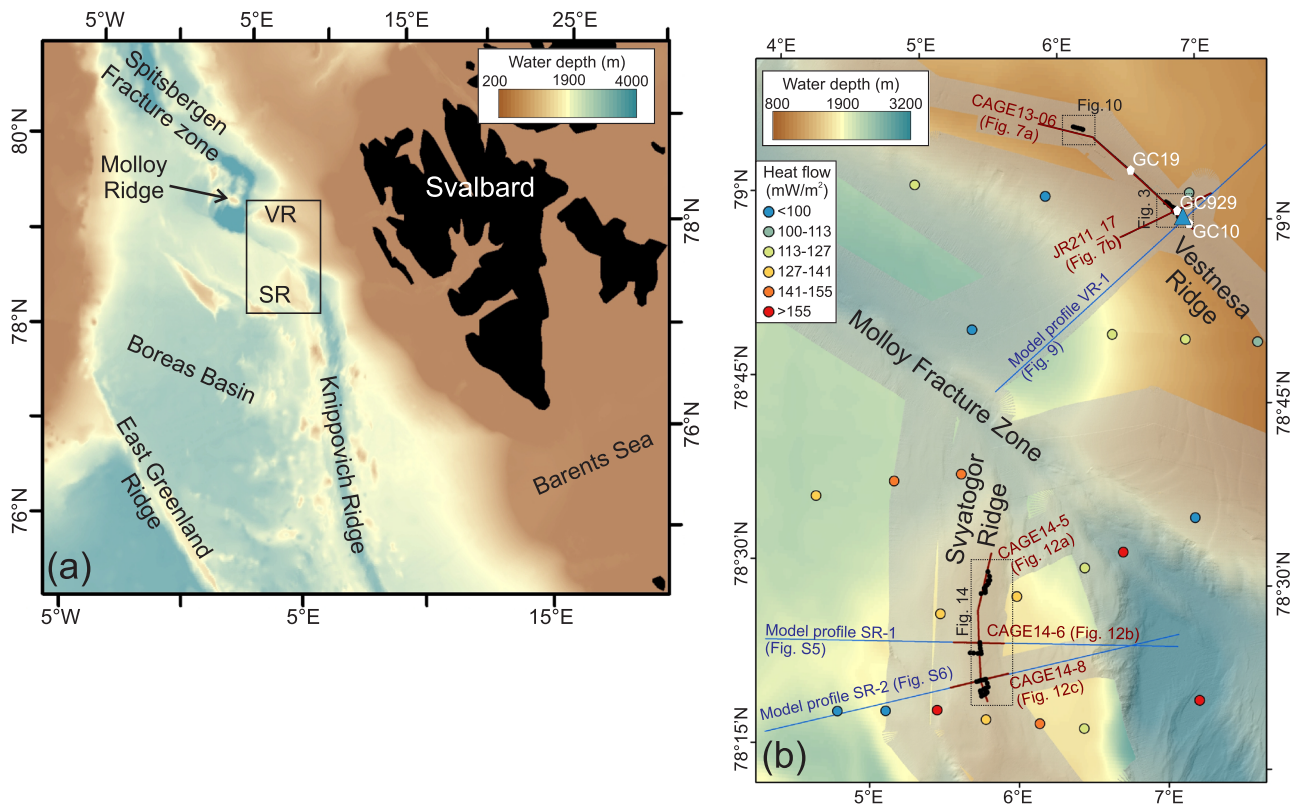 5°W
5°E
15°E
25°E
Water depth (m)
200
1900
4000
Spitsbergen
Fracture zone
80°N
Molloy
Ridge
VR
SR
Svalbard
78°N
78°N
Boreas Basin
East Greenland
Ridge
Knippovich Ridge
Barents Sea
76°N
76°N
(a)
5°W
5°E
15°E
4°E
5°E
6°E
7°E
Water depth (m)
800
1900
3200
CAGE13-06
(Fig. 7a)
Fig.10
GC19
Heat flow
(mW/m²)
<100
100-113
113-127
127-141
141-155
>155
79°N
79°N
Fig. 3
GC929
GC10
JR211_17
(Fig. 7b)
Vestnesa
Ridge
Model profile VR-1
(Fig. 9)
Molloy Fracture Zone
78°45'N
78°45'N
Svyatogor
Ridge
CAGE14-5
(Fig. 12a)
78°30'N
78°30'N
Fig. 14
Model profile SR-1
(Fig. S5)
CAGE14-6 (Fig. 12b)
Model profile SR-2 (Fig. S6)
CAGE14-8
(Fig. 12c)
78°15'N
(b)
5°E
6°E
7°E